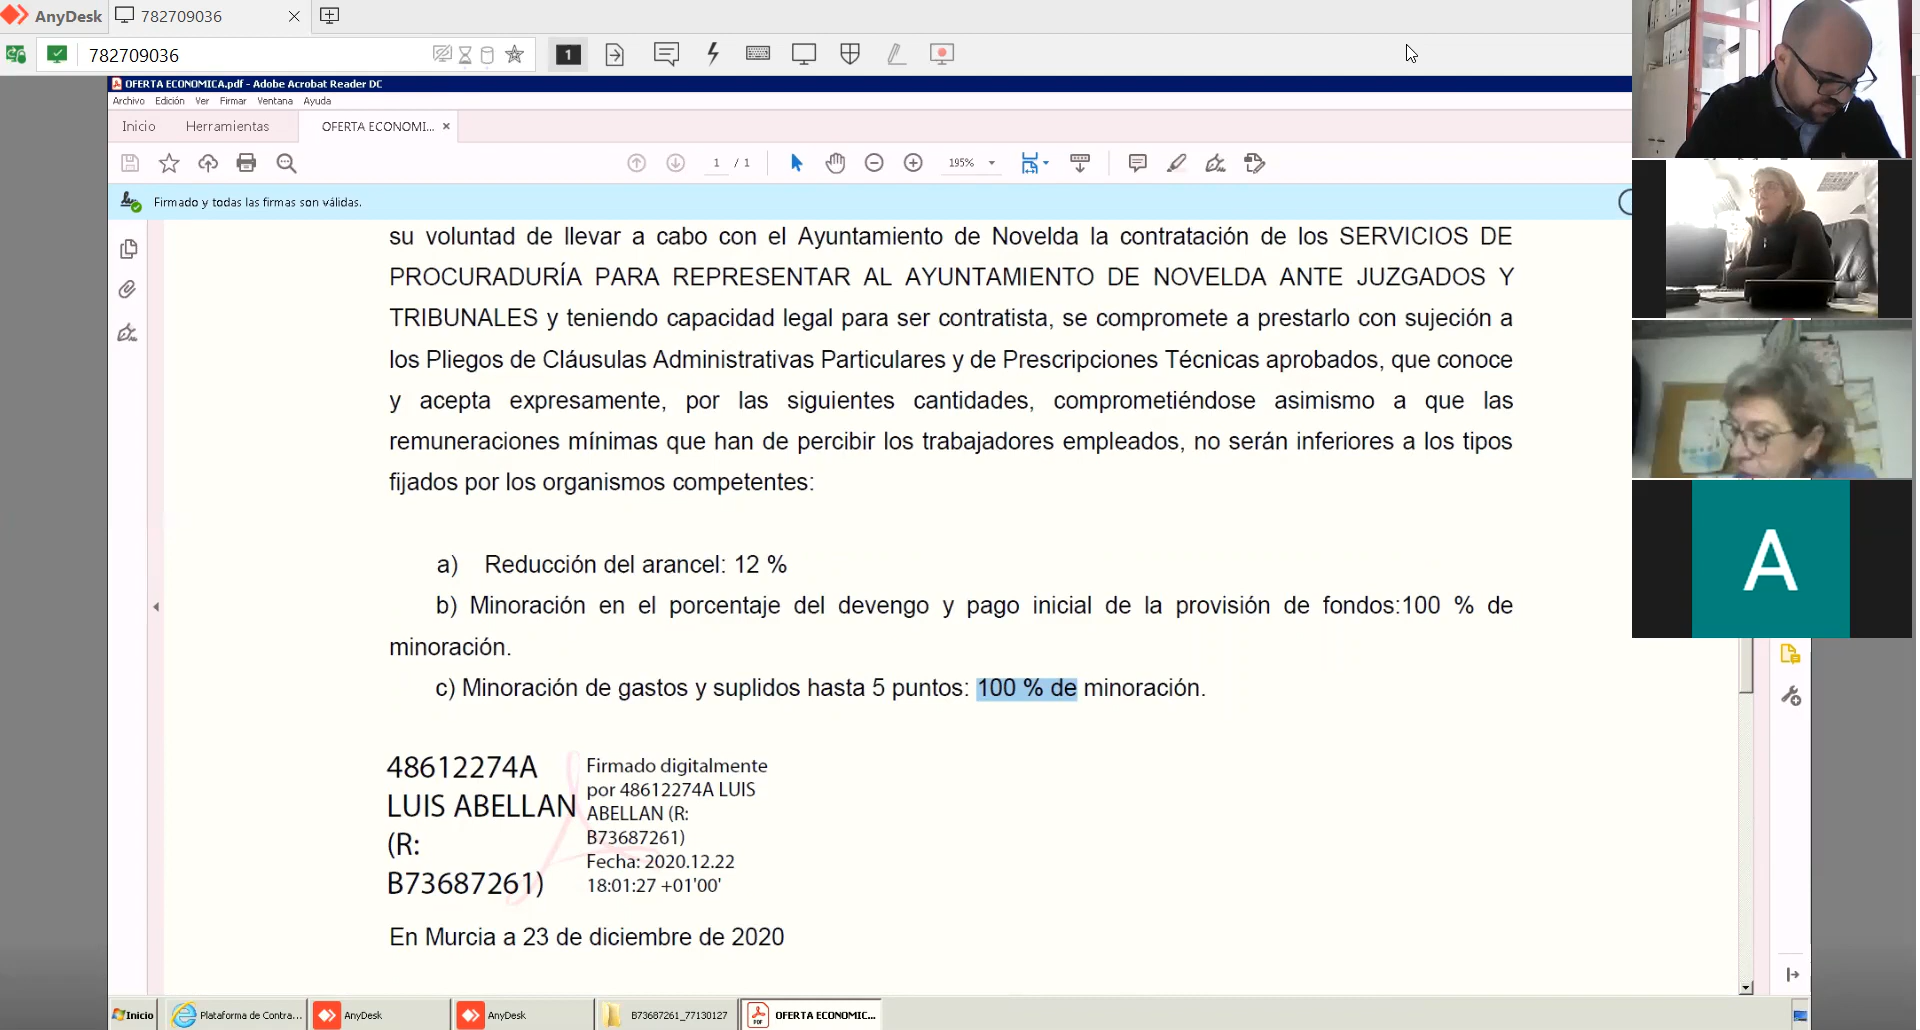 AnyDesk 782709036
782709036 1
OFERTA ECONOMICA.pdf - Adobe Acrobat Reader DC
Archivo Edición Ver Firmar Ventana Ayuda
Inicio Herramientas OFERTA ECONOMI... ×
1 / 1 195%
Firmado y todas las firmas son válidas.
su voluntad de llevar a cabo con el Ayuntamiento de Novelda la contratación de los SERVICIOS DE
PROCURADURÍA PARA REPRESENTAR AL AYUNTAMIENTO DE NOVELDA ANTE JUZGADOS Y
TRIBUNALES y teniendo capacidad legal para ser contratista, se compromete a prestarlo con sujeción a
los Pliegos de Cláusulas Administrativas Particulares y de Prescripciones Técnicas aprobados, que conoce
y acepta expresamente, por las siguientes cantidades, comprometiéndose asimismo a que las
remuneraciones mínimas que han de percibir los trabajadores empleados, no serán inferiores a los tipos
fijados por los organismos competentes:
a) Reducción del arancel: 12 %
b) Minoración en el porcentaje del devengo y pago inicial de la provisión de fondos:100 % de
minoración.
c) Minoración de gastos y suplidos hasta 5 puntos: 100 % de minoración.
48612274A
LUIS ABELLAN
(R:
B73687261)
Firmado digitalmente
por 48612274A LUIS
ABELLAN (R:
B73687261)
Fecha: 2020.12.22
18:01:27 +01'00'
En Murcia a 23 de diciembre de 2020
A
Inicio Plataforma de Contra... AnyDesk AnyDesk B73687261_77130127 OFERTA ECONOMIC...